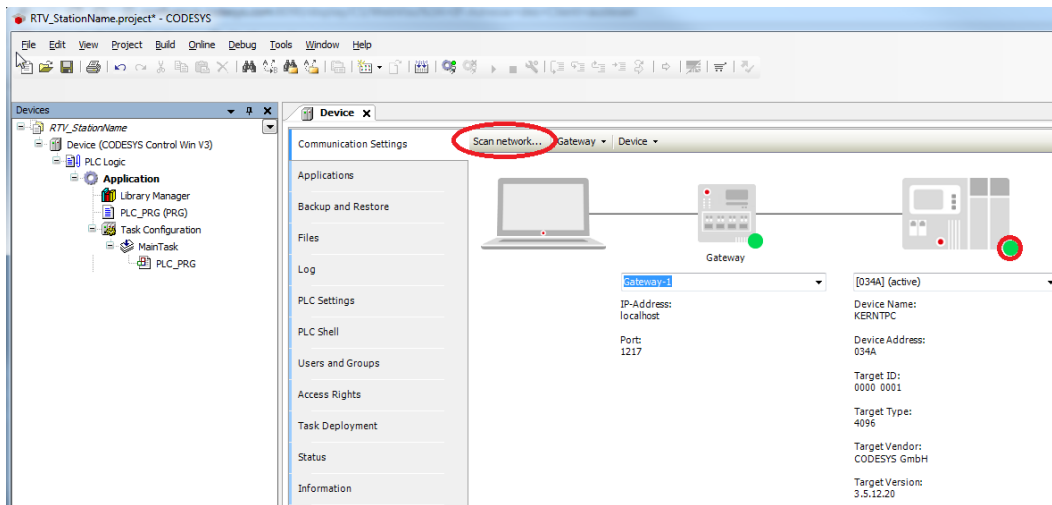 RTV_StationName.project* - CODESYS
File Edit View Project Build Online Debug Tools Window Help
Devices
RTV_StationName
Device (CODESYS Control Win V3)
PLC Logic
Application
Library Manager
PLC_PRG (PRG)
Task Configuration
MainTask
PLC_PRG
Device
Communication Settings
Applications
Backup and Restore
Files
Log
PLC Settings
PLC Shell
Users and Groups
Access Rights
Task Deployment
Status
Information
Scan network... Gateway Device
Gateway
Gateway-1
IP-Address:
localhost
Port:
1217
[034A] (active)
Device Name:
KERNTPC
Device Address:
034A
Target ID:
0000 0001
Target Type:
4096
Target Vendor:
CODESYS GmbH
Target Version:
3.5.12.20